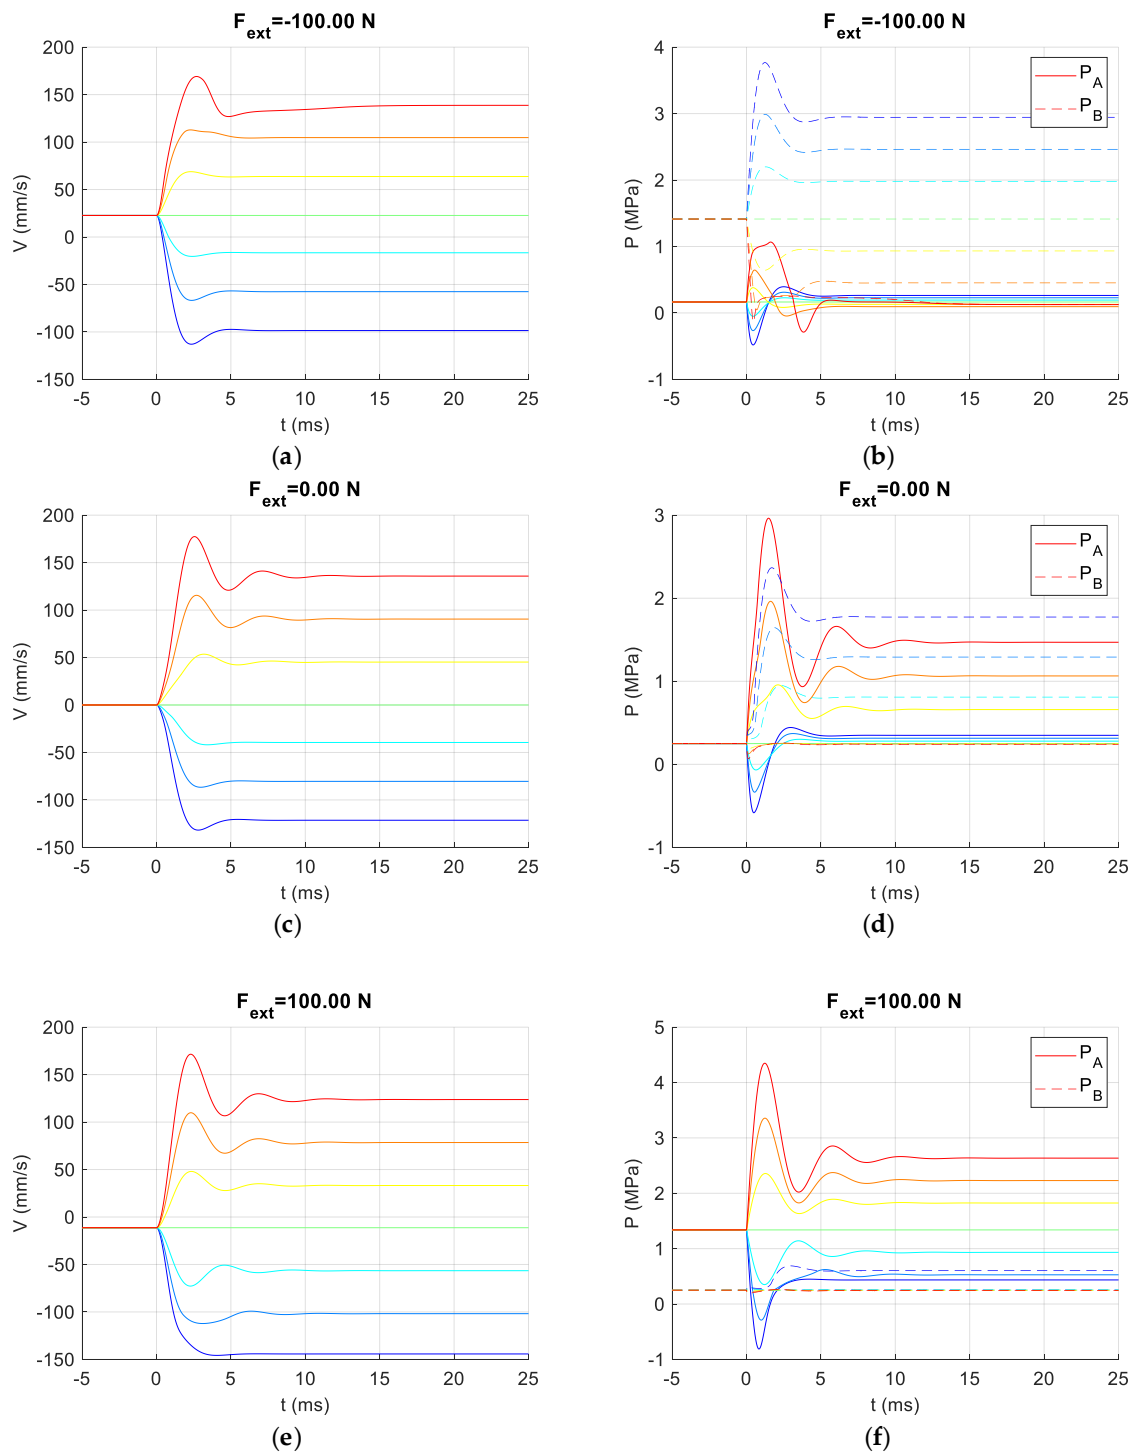 F_ext=-100.00 N
200
150
100
50
0
-50
-100
-150
V (mm/s)
-5 0 5 10 15 20 25
t (ms)
(a)
F_ext=-100.00 N
4
3
2
1
0
-1
P (MPa)
P_A
P_B
-5 0 5 10 15 20 25
t (ms)
(b)
F_ext=0.00 N
200
150
100
50
0
-50
-100
-150
V (mm/s)
-5 0 5 10 15 20 25
t (ms)
(c)
F_ext=0.00 N
3
2
1
0
-1
P (MPa)
P_A
P_B
-5 0 5 10 15 20 25
t (ms)
(d)
F_ext=100.00 N
200
150
100
50
0
-50
-100
-150
V (mm/s)
-5 0 5 10 15 20 25
t (ms)
(e)
F_ext=100.00 N
5
4
3
2
1
0
-1
P (MPa)
P_A
P_B
-5 0 5 10 15 20 25
t (ms)
(f)